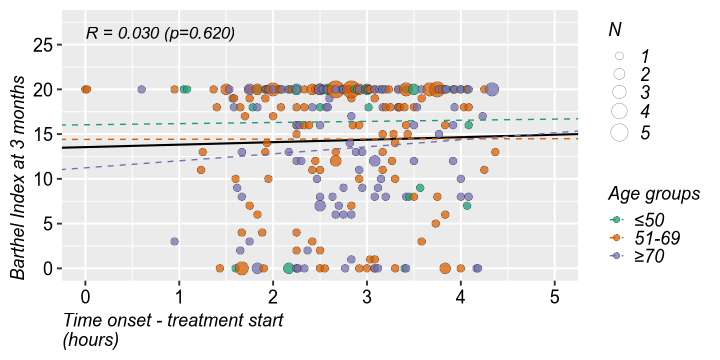 R = 0.030 (p=0.620)
25
20
15
10
5
0
Barthel Index at 3 months
0 1 2 3 4 5
Time onset - treatment start
(hours)
N
1
2
3
4
5
Age groups
≤50
51-69
≥70